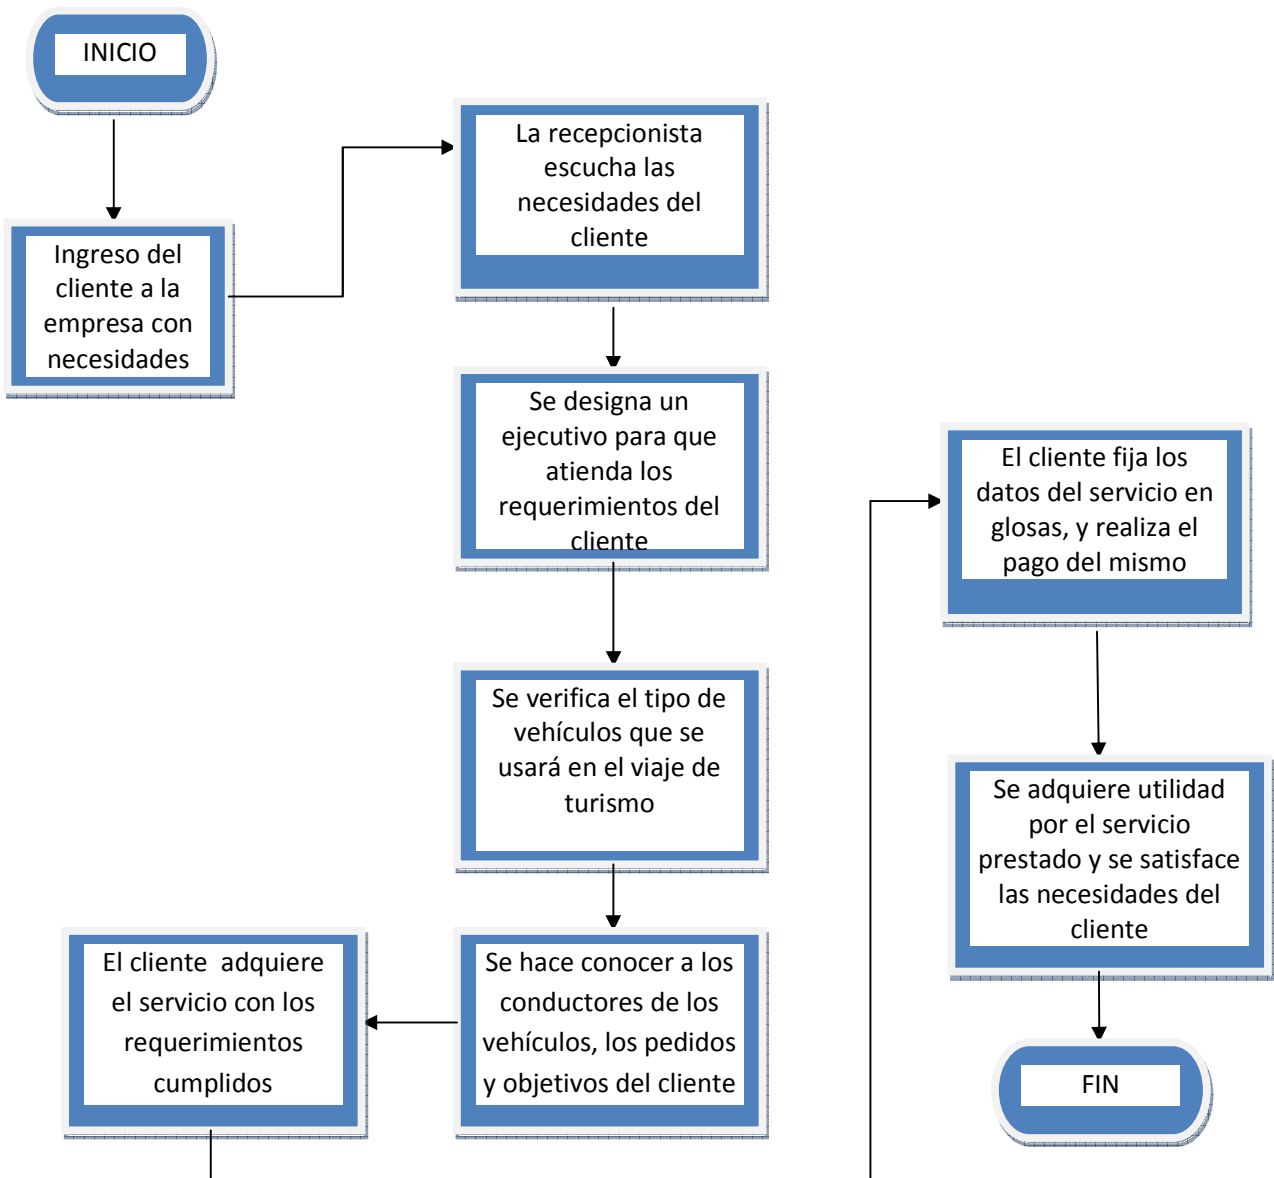 INICIO
Ingreso del
cliente a la
empresa con
necesidades
La recepcionista
escucha las
necesidades del
cliente
Se designa un
ejecutivo para que
atienda los
requerimientos del
cliente
Se verifica el tipo de
vehículos que se
usará en el viaje de
turismo
Se hace conocer a los
conductores de los
vehículos, los pedidos
y objetivos del cliente
El cliente  adquiere
el servicio con los
requerimientos
cumplidos
El cliente fija los
datos del servicio en
glosas, y realiza el
pago del mismo
Se adquiere utilidad
por el servicio
prestado y se satisface
las necesidades del
cliente
FIN